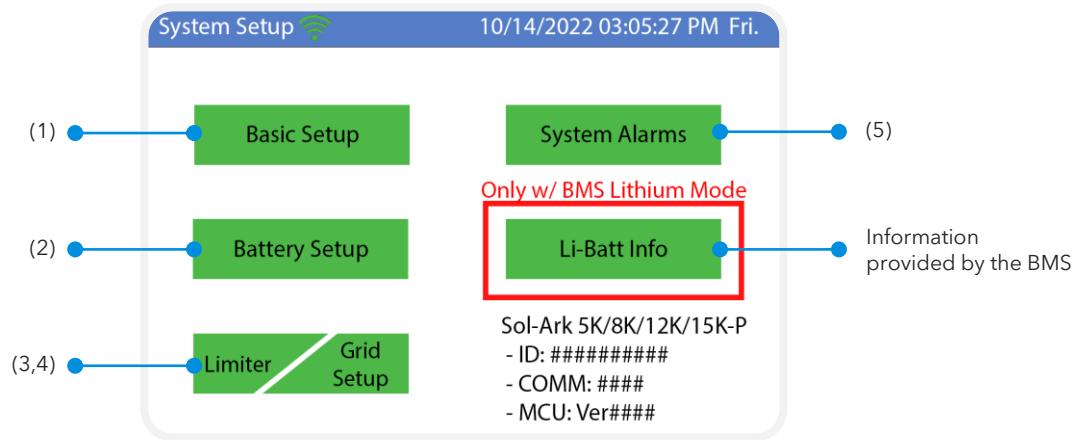 System Setup
10/14/2022 03:05:27 PM Fri.
(1)
Basic Setup
System Alarms
(5)
Only w/ BMS Lithium Mode
(2)
Battery Setup
Li-Batt Info
Information
provided by the BMS
(3,4)
Limiter
Grid
Setup
Sol-Ark 5K/8K/12K/15K-P
- ID: ##########
- COMM: ####
- MCU: Ver####